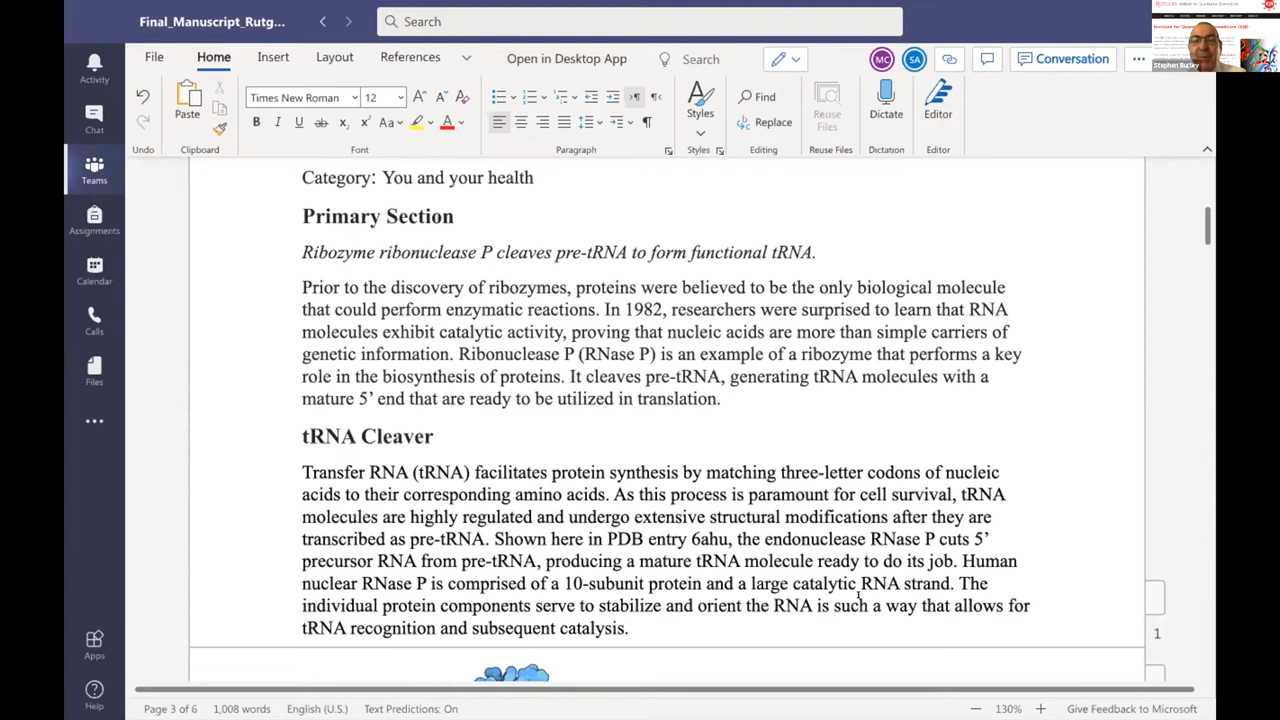 Final_Manuscript_Rutg...
Search
RUTGERS
Institute for Quantitative Biomedicine
Stephen Burley
Activity
Chat
Teams
Assignments
Calendar
Calls
Files
Apps
Help
File Home Insert Layout References Open in Desktop App Search MC SA Conversation
Times New Roman 12
Paste
Styles
Find
Replace
Reuse
Files
Dictate
Editor
Undo Clipboard Font Paragraph Styles Editing Reuse Files Dictation Editor
Category: You and your health
Primary Section
Ribozyme ribonuclease P cleaves pre-tRNA to form functional tRNA.
Prior to the discovery of ribozymes, proteins were believed to be the only biological molecule
that could perform enzymatic reactions. In 1982, researchers were surprised to learn that RNA
molecules exhibit catalytic activity, proving that nucleic acids are more than simple carriers of
genetic information. Ribonuclease P (RNase P) is an example of a ribozyme that performs a key
role in the biosynthesis of proteins. It cleaves pre-tRNA, generating tRNA molecules with a
mature 5’ end that are ready to be utilized in translation.
tRNA Cleaver
Transfer RNA (tRNA) facilitates protein synthesis by matching three-letter codons of nucleic
acids to their corresponding amino acids. As this process is paramount for cell survival, tRNA
molecules are highly regulated and undergo extensive structural modifications after they are
transcribed as pre-tRNA. Shown here in PDB entry 6ahu, the endonuclease RNase P cuts 5’
precursor RNA from pre-tRNA, producing a mature tRNA molecule ready to do its job. Human
nuclear RNase P is comprised of a 10-subunit protein and a large catalytic RNA strand. The
individual protein components serve to stabilize and orient the RNA is such a way that allows for
tRNA recognition and subsequent catalysis.
1
Page 3 of 6 1,008 words English (U.S.) Text Predictions: On 130% Give Feedback to Microsoft